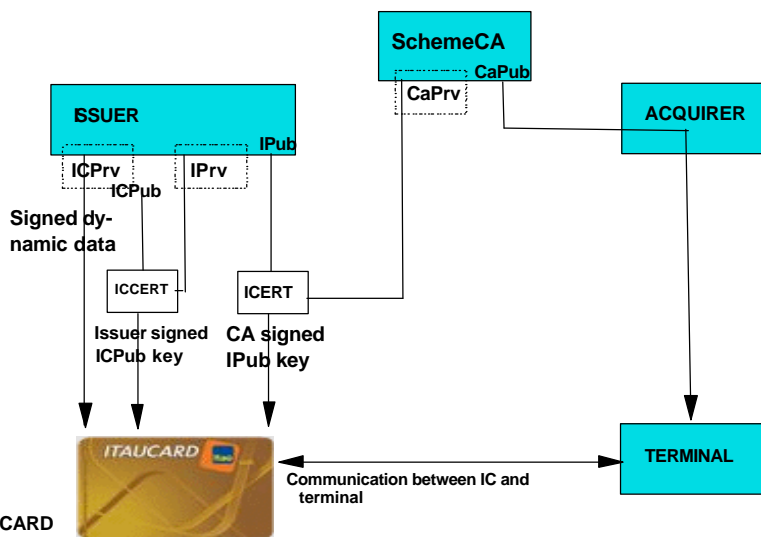 SchemeCA
CaPub
CaPrv
ISSUER
ACQUIRER
IPub
ICPrv
IPrv
ICPub
Signed dy-
namic data
ICCERT
ICERT
Issuer signed
ICPub key
CA signed
IPub key
ITAUCARD
Itaú
TERMINAL
Communication between IC and
terminal
CARD